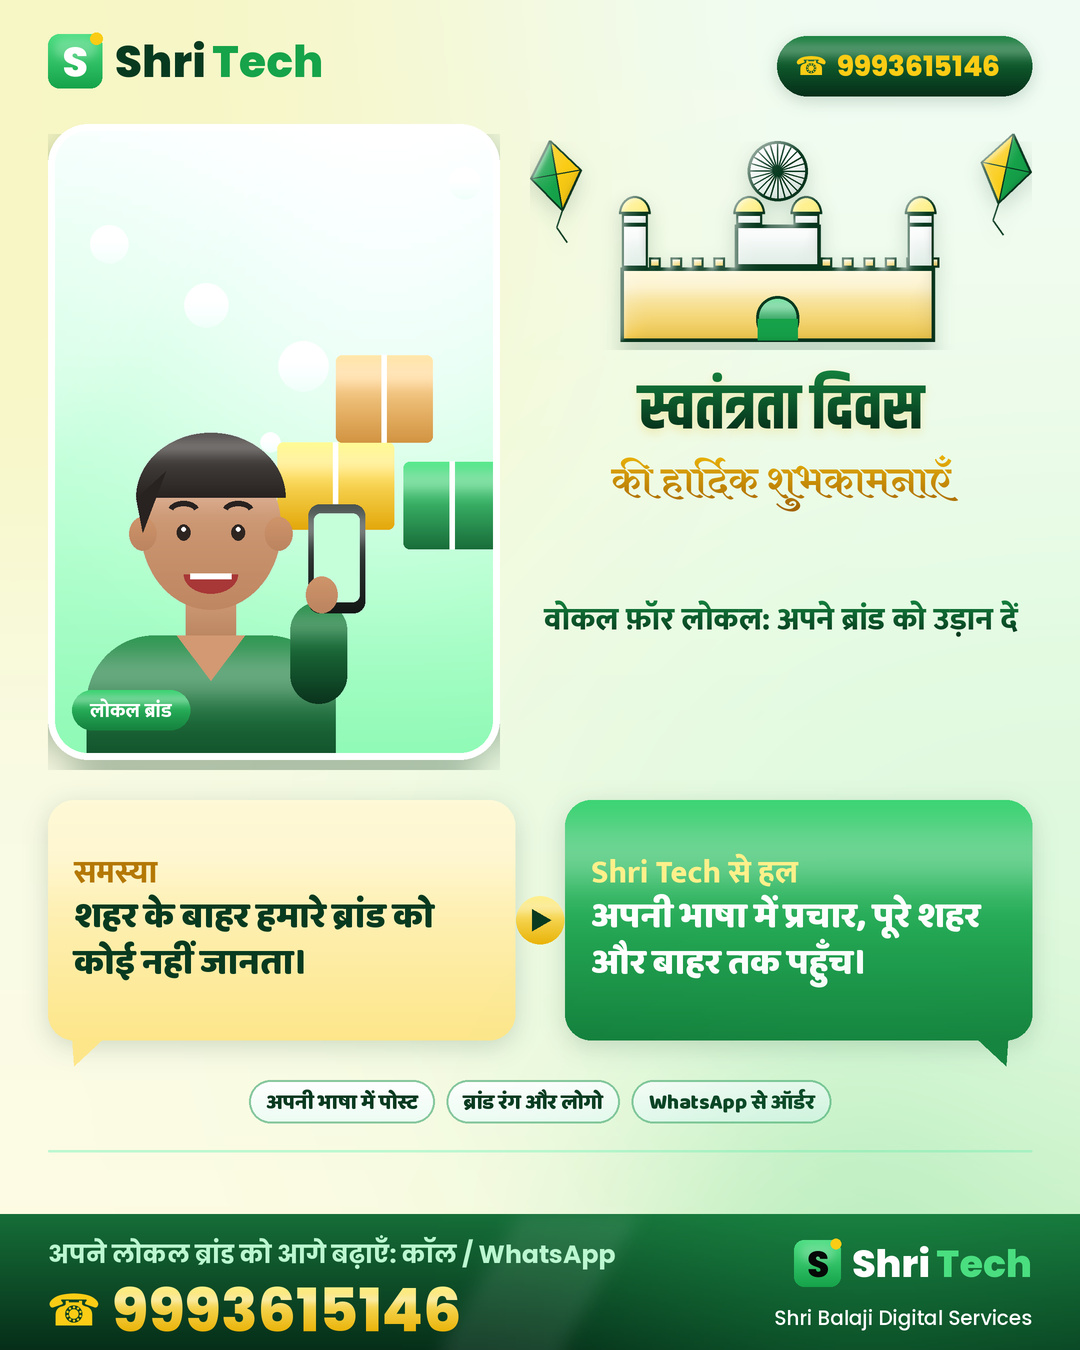 S Shri Tech
☎ 9993615146
स्वतंत्रता दिवस
की हार्दिक शुभकामनाएँ
वोकल फ़ॉर लोकल: अपने ब्रांड को उड़ान दें
लोकल ब्रांड
समस्या
शहर के बाहर हमारे ब्रांड को
कोई नहीं जानता।
Shri Tech से हल
अपनी भाषा में प्रचार, पूरे शहर
और बाहर तक पहुँच।
अपनी भाषा में पोस्ट
ब्रांड रंग और लोगो
WhatsApp से ऑर्डर
अपने लोकल ब्रांड को आगे बढ़ाएँ: कॉल / WhatsApp
☎ 9993615146
S Shri Tech
Shri Balaji Digital Services